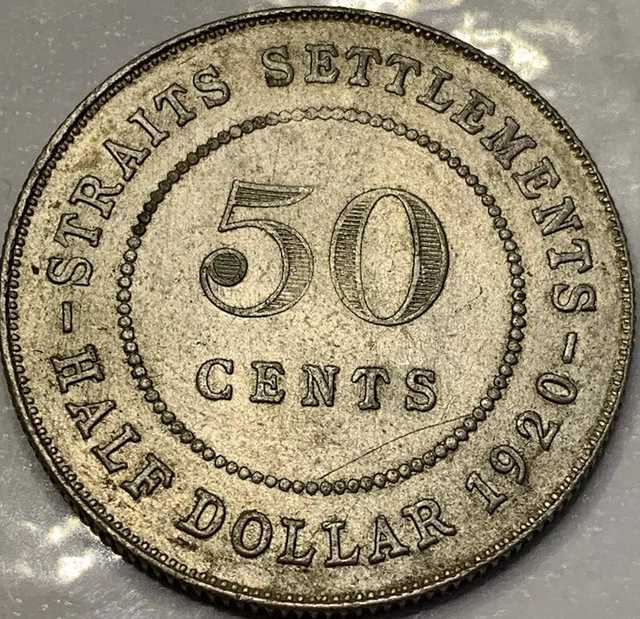 STRAITS SETTLEMENTS
50
CENTS
-HALF DOLLAR 1920-